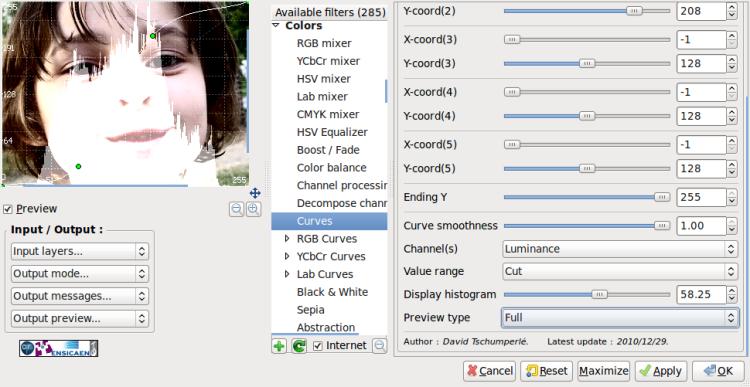 255
191
128
64
0
255
Preview
Input / Output :
Input layers...
Output mode...
Output messages...
Output preview...
ENSICAEN
Available filters (285)
Colors
RGB mixer
YCbCr mixer
HSV mixer
Lab mixer
CMYK mixer
HSV Equalizer
Boost / Fade
Color balance
Channel processin
Decompose chann
Curves
RGB Curves
YCbCr Curves
Lab Curves
Black & White
Sepia
Abstraction
Internet
Y-coord(2) 208
X-coord(3) -1
Y-coord(3) 128
X-coord(4) -1
Y-coord(4) 128
X-coord(5) -1
Y-coord(5) 128
Ending Y 255
Curve smoothness 1.00
Channel(s) Luminance
Value range Cut
Display histogram 58.25
Preview type Full
Author : David Tschumperlé. Latest update : 2010/12/29.
Cancel Reset Maximize Apply OK